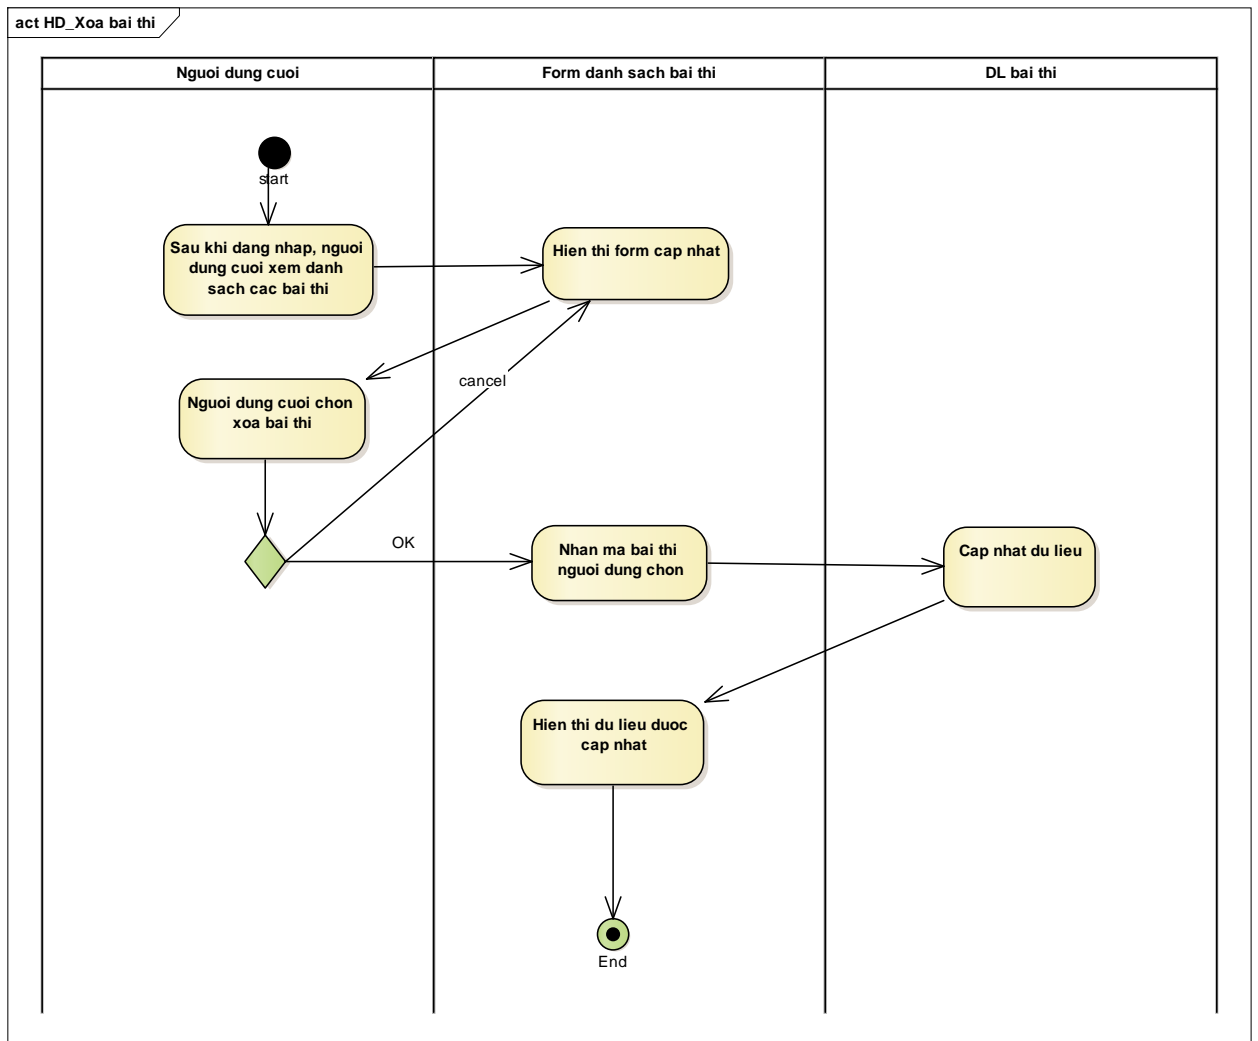 act HD_Xoa bai thi
Nguoi dung cuoi
Form danh sach bai thi
DL bai thi
start
Sau khi dang nhap, nguoi
dung cuoi xem danh
sach cac bai thi
Hien thi form cap nhat
cancel
Nguoi dung cuoi chon
xoa bai thi
OK
Nhan ma bai thi
nguoi dung chon
Cap nhat du lieu
Hien thi du lieu duoc
cap nhat
End